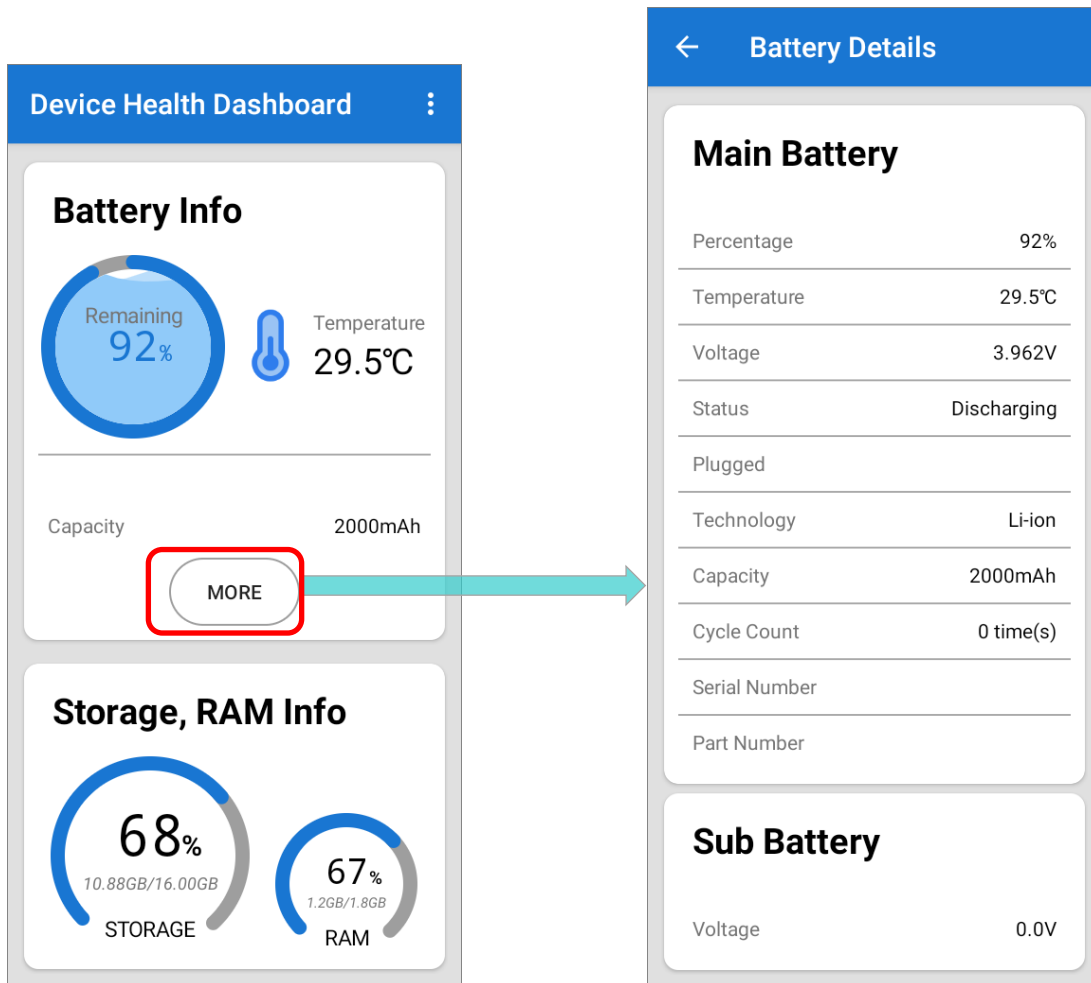 Device Health Dashboard
Battery Info
Remaining
92%
Temperature
29.5℃
Capacity 2000mAh
MORE
Storage, RAM Info
68%
10.88GB/16.00GB
STORAGE
67%
1.2GB/1.8GB
RAM
Battery Details
Main Battery
Percentage 92%
Temperature 29.5℃
Voltage 3.962V
Status Discharging
Plugged
Technology Li-ion
Capacity 2000mAh
Cycle Count 0 time(s)
Serial Number
Part Number
Sub Battery
Voltage 0.0V